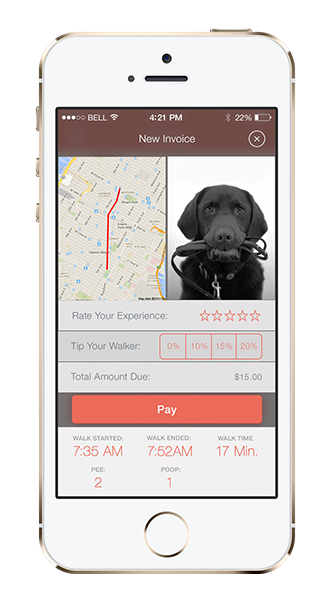 BELL 4:21 PM 22%
New Invoice
Rate Your Experience:
Tip Your Walker: 0% 10% 15% 20%
Total Amount Due: $15.00
Pay
WALK STARTED: WALK ENDED: WALK TIME
7:35 AM 7:52AM 17 Min.
PEE: POOP:
2 1